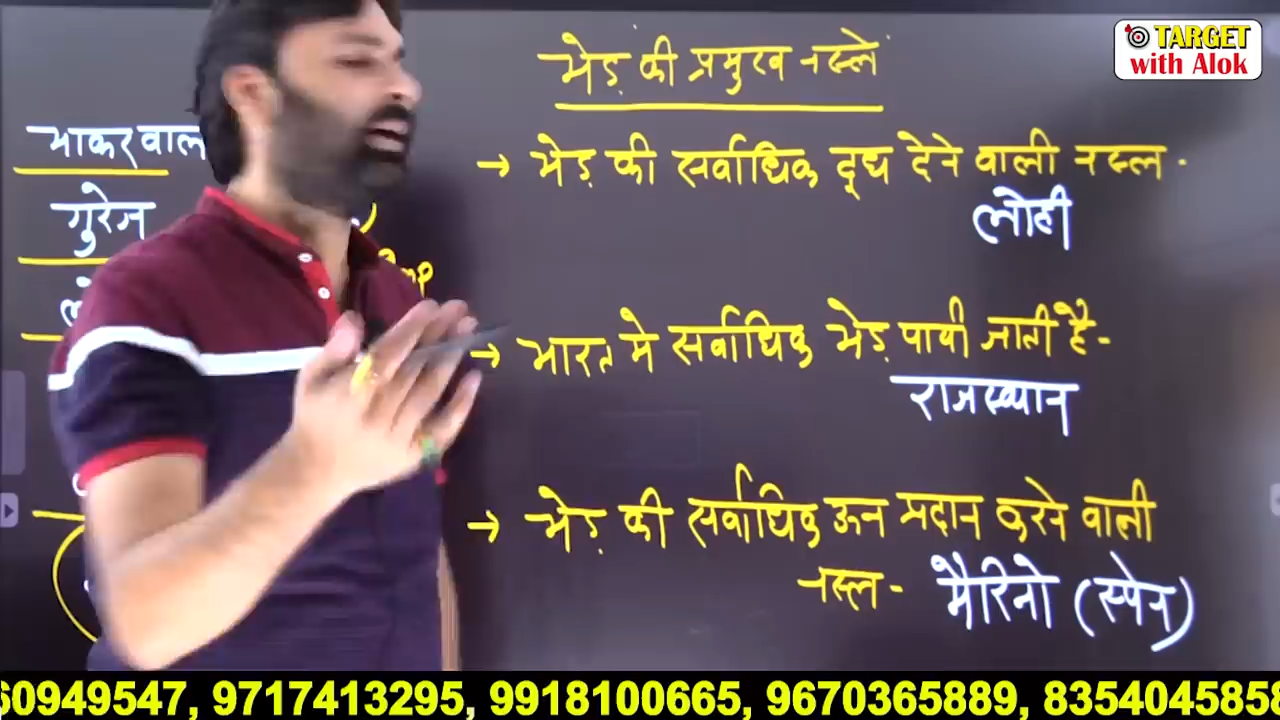 TARGET
with Alok
भेड़ की प्रमुख नस्लें
भाकरवाल
गुरेज
→ भेड़ की सर्वाधिक दूध देने वाली नस्ल -
लोही
→ भारत मे सर्वाधिक भेड़ पायी जाती है -
राजस्थान
→ भेड़ की सर्वाधिक ऊन प्रदान करने वाली
नस्ल - मैरिनो (स्पेन)
60949547, 9717413295, 9918100665, 9670365889, 8354045858